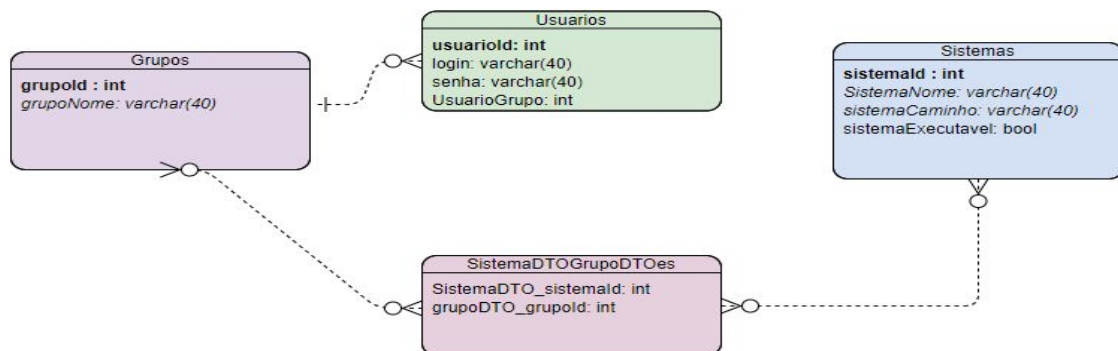 Grupos
grupoId : int
grupoNome: varchar(40)
Usuarios
usuarioId: int
login: varchar(40)
senha: varchar(40)
UsuarioGrupo: int
Sistemas
sistemaId : int
SistemaNome: varchar(40)
sistemaCaminho: varchar(40)
sistemaExecutavel: bool
SistemaDTOGrupoDTOes
SistemaDTO_sistemaId: int
grupoDTO_grupoId: int